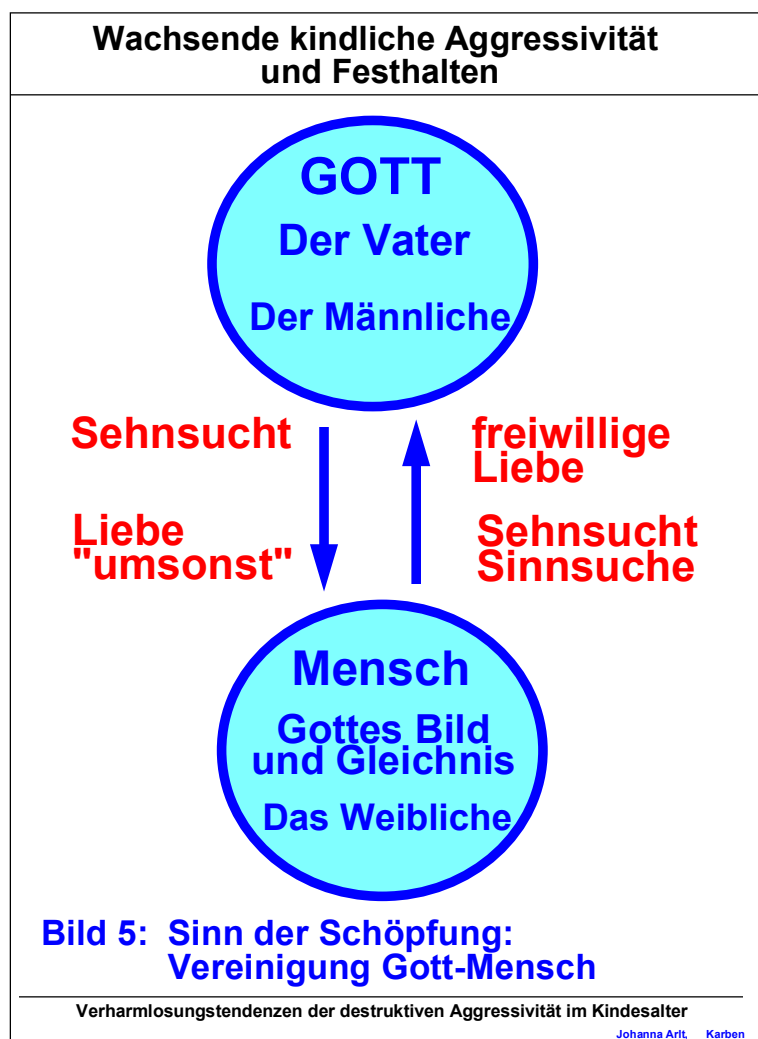 Wachsende kindliche Aggressivität
und Festhalten
GOTT
Der Vater
Der Männliche
Sehnsucht
Liebe
"umsonst"
freiwillige
Liebe
Sehnsucht
Sinnsuche
Mensch
Gottes Bild
und Gleichnis
Das Weibliche
Bild 5: Sinn der Schöpfung:
Vereinigung Gott-Mensch
Verharmlosungstendenzen der destruktiven Aggressivität im Kindesalter
Johanna Arlt, Karben